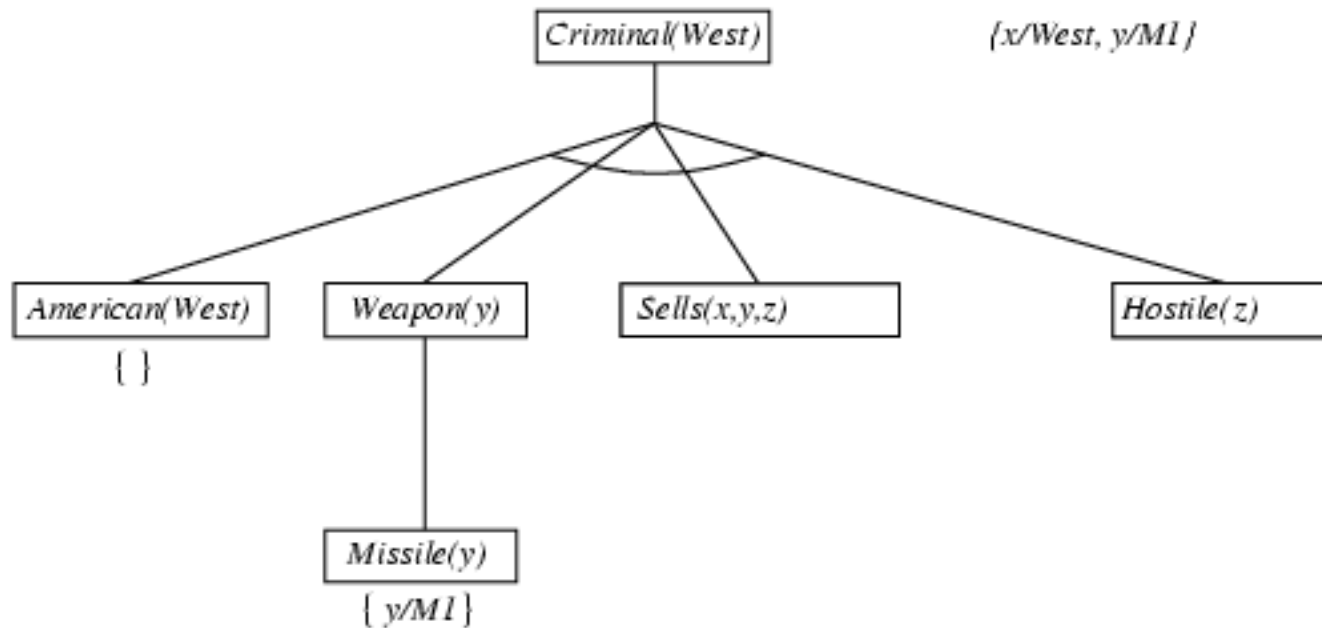 Criminal(West)
{x/West, y/M1}
American(West)
Weapon(y)
Sells(x,y,z)
Hostile(z)
{ }
Missile(y)
{ y/M1 }